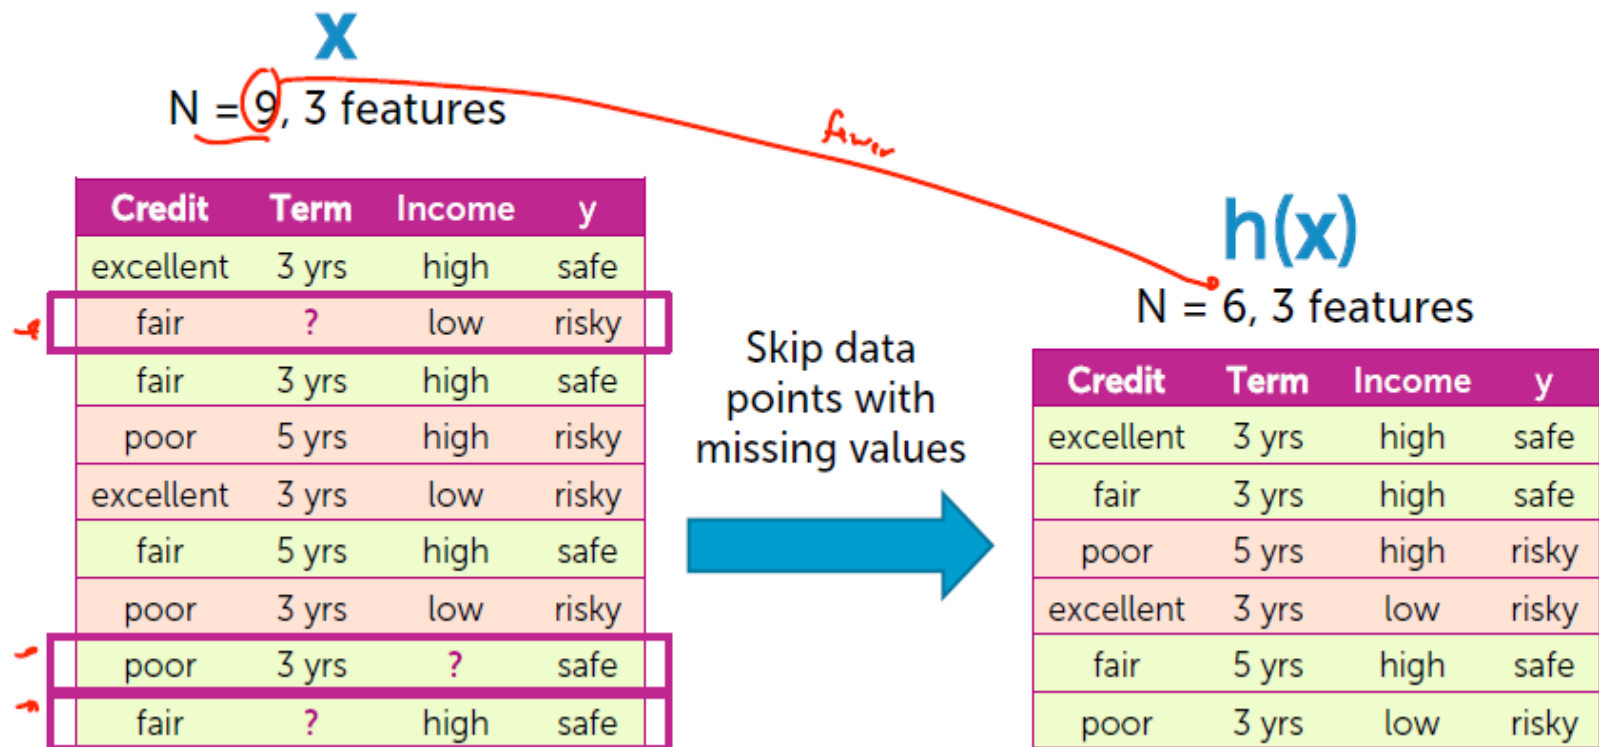 x
N = 9, 3 features
fewer
Credit Term Income y
excellent 3 yrs high safe
fair ? low risky
fair 3 yrs high safe
poor 5 yrs high risky
excellent 3 yrs low risky
fair 5 yrs high safe
poor 3 yrs low risky
poor 3 yrs ? safe
fair ? high safe
Skip data
points with
missing values
h(x)
N = 6, 3 features
Credit Term Income y
excellent 3 yrs high safe
fair 3 yrs high safe
poor 5 yrs high risky
excellent 3 yrs low risky
fair 5 yrs high safe
poor 3 yrs low risky